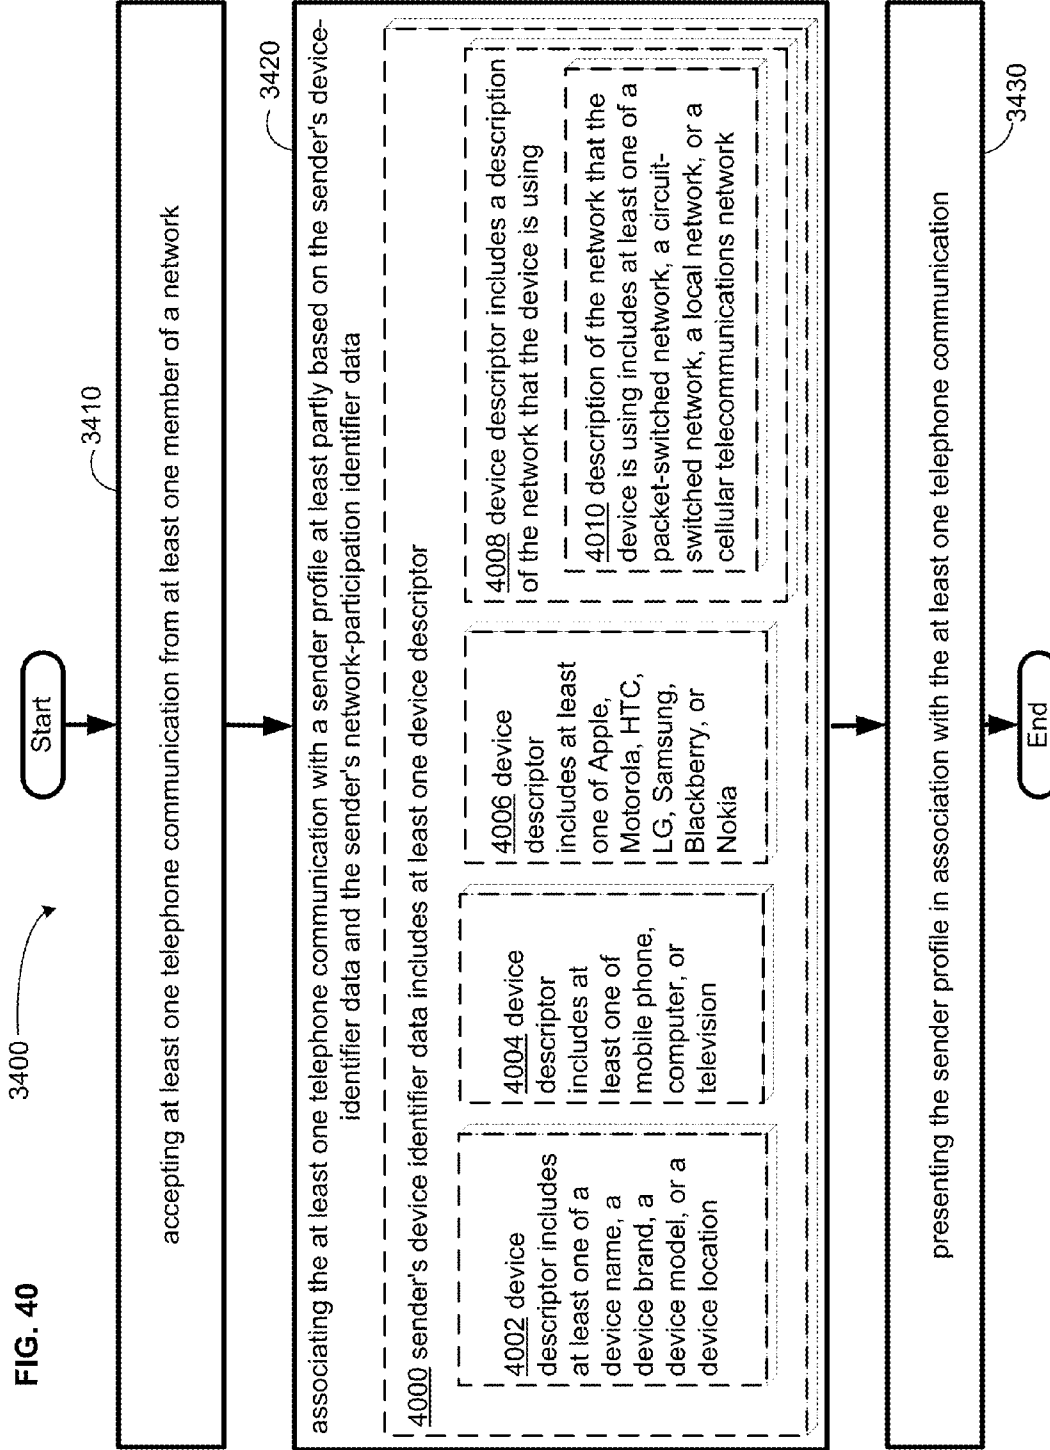 FIG. 40
3400
Start
3410
accepting at least one telephone communication from at least one member of a network
3420
associating the at least one telephone communication with a sender profile at least partly based on the sender's device-
identifier data and the sender's network-participation identifier data
4000 sender's device identifier data includes at least one device descriptor
4002 device
descriptor includes
at least one of a
device name, a
device brand, a
device model, or a
device location
4004 device
descriptor
includes at
least one of
mobile phone,
computer, or
television
4006 device
descriptor
includes at least
one of Apple,
Motorola, HTC,
LG, Samsung,
Blackberry, or
Nokia
4008 device descriptor includes a description
of the network that the device is using
4010 description of the network that the
device is using includes at least one of a
packet-switched network, a circuit-
switched network, a local network, or a
cellular telecommunications network
3430
presenting the sender profile in association with the at least one telephone communication
End